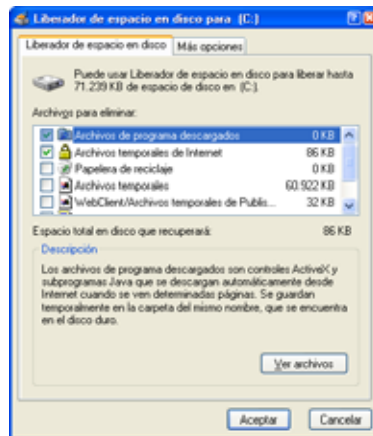 Liberador de espacio en disco para (C:)
Liberador de espacio en disco Más opciones
Puede usar Liberador de espacio en disco para liberar hasta
71.239 KB de espacio de disco en (C:).
Archivos para eliminar:
Archivos de programa descargados 0 KB
Archivos temporales de Internet 86 KB
Papelera de reciclaje 0 KB
Archivos temporales 60.922 KB
WebClient/Archivos temporales de Publis... 32 KB
Espacio total en disco que recuperará: 86 KB
Descripción
Los archivos de programa descargados son controles ActiveX y
subprogramas Java que se descargan automáticamente desde
Internet cuando se ven determinadas páginas. Se guardan
temporalmente en la carpeta del mismo nombre, que se encuentra
en el disco duro.
Ver archivos
Aceptar Cancelar